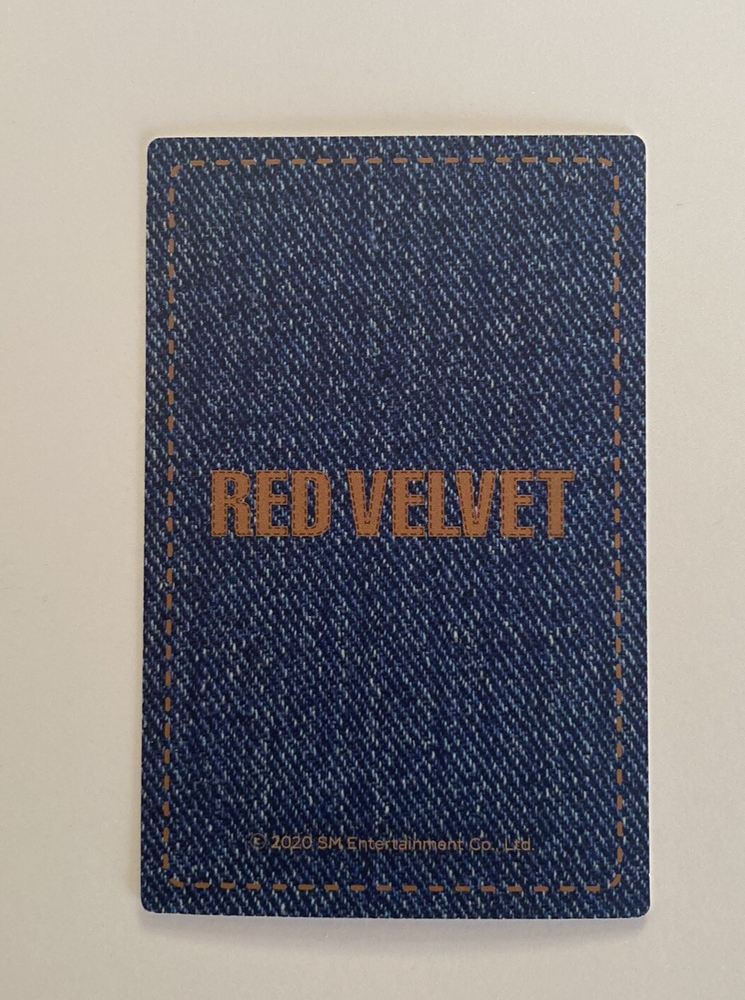 RED VELVET
© 2020 SM Entertainment Co., Ltd.